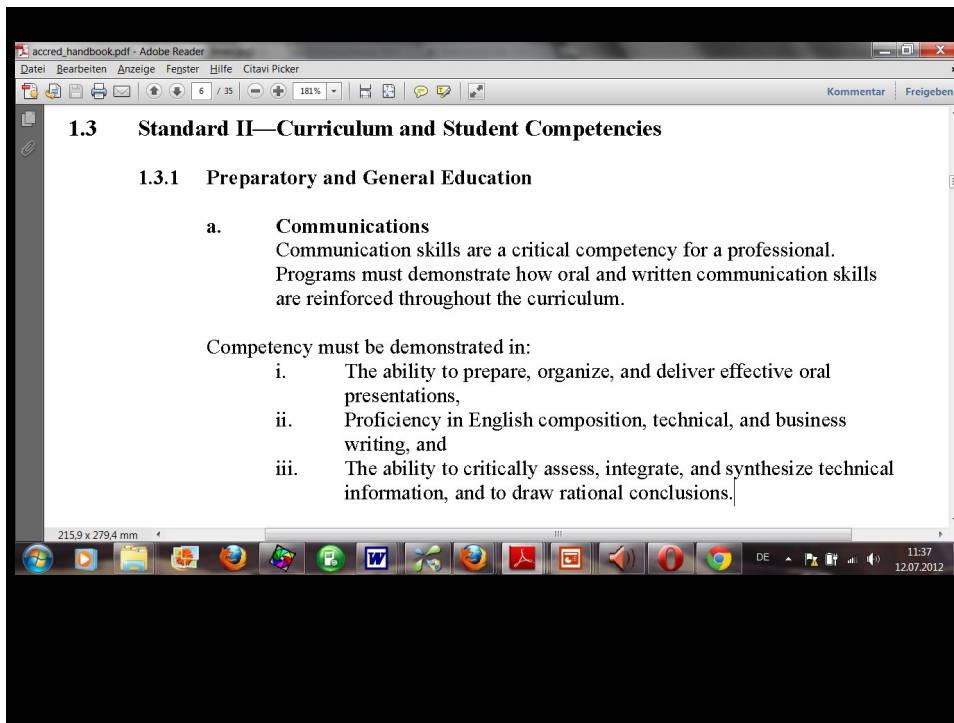 accred_handbook.pdf - Adobe Reader
Datei Bearbeiten Anzeige Fenster Hilfe Citavi Picker
6 / 35 181% Kommentar Freigeben
1.3 Standard II—Curriculum and Student Competencies
1.3.1 Preparatory and General Education
a. Communications
Communication skills are a critical competency for a professional.
Programs must demonstrate how oral and written communication skills
are reinforced throughout the curriculum.
Competency must be demonstrated in:
i. The ability to prepare, organize, and deliver effective oral
presentations,
ii. Proficiency in English composition, technical, and business
writing, and
iii. The ability to critically assess, integrate, and synthesize technical
information, and to draw rational conclusions.
215,9 x 279,4 mm
DE 11:37
12.07.2012